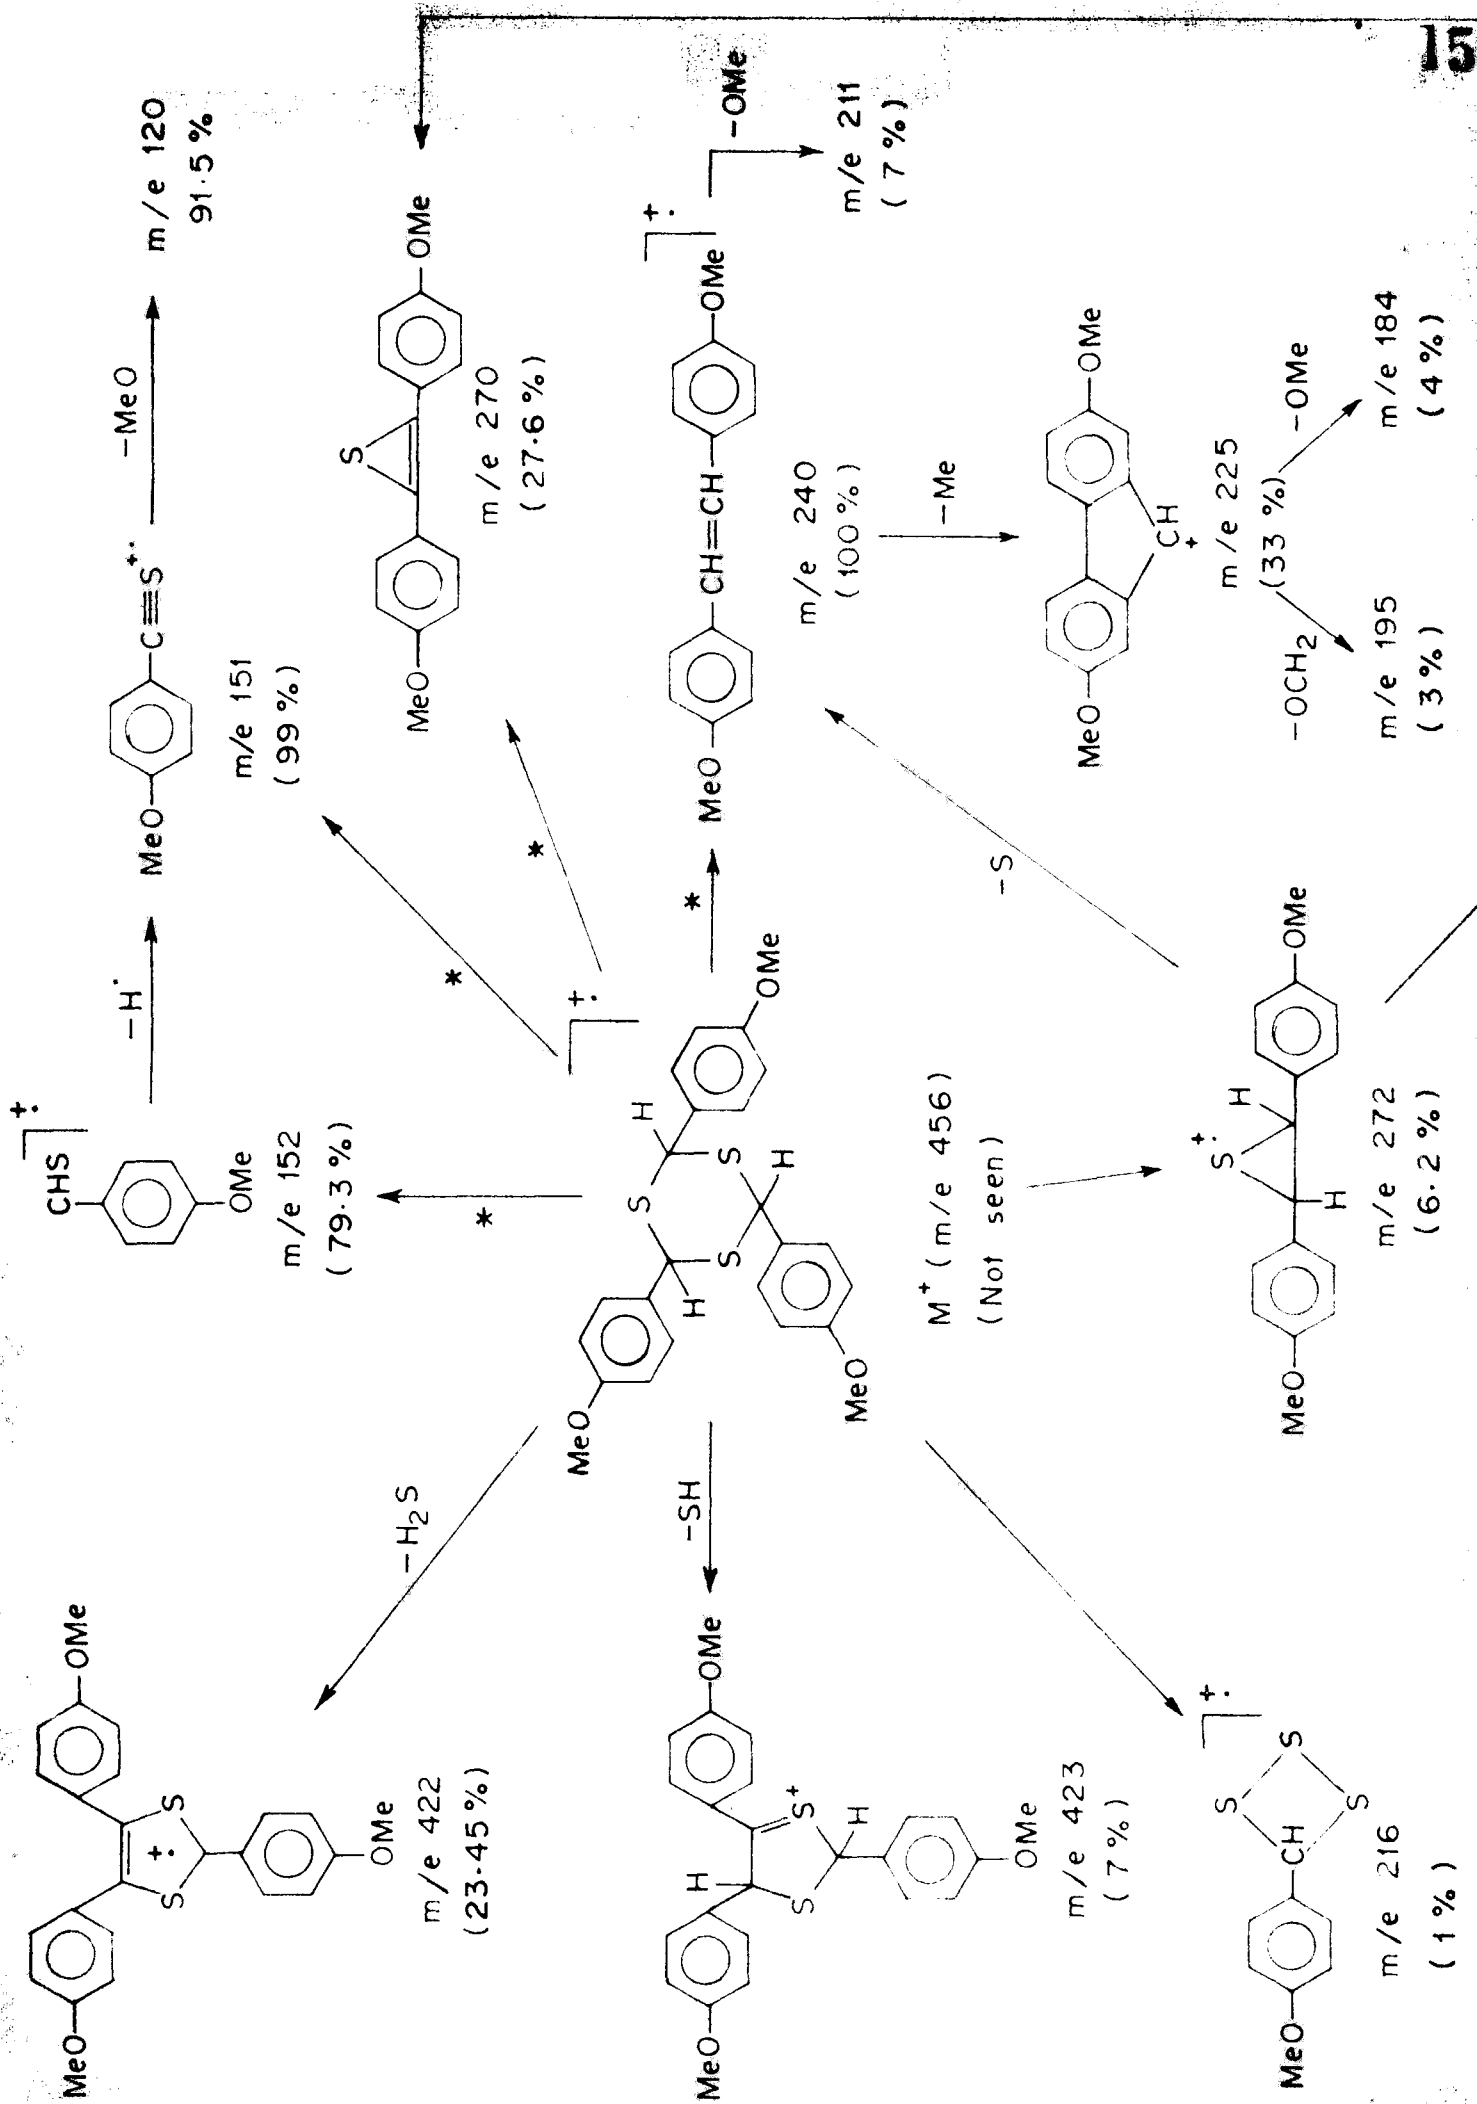 15
CHS
+.
OMe
m/e 152
(79.3 %)
−H·
MeO
C≡S
+.
m/e 151
(99 %)
−MeO
m/e 120
91.5 %
MeO
S
OMe
m/e 270
(27.6 %)
*
*
*
*
MeO
OMe
S
S
OMe
m/e 422
(23.45 %)
+.
−H2S
MeO
OMe
MeO
H
H
H
S
S
S
+.
M+ (m/e 456)
(Not seen)
MeO
CH=CH
OMe
+.
m/e 240
(100 %)
−OMe
m/e 211
(7 %)
−Me
MeO
OMe
CH
+
m/e 225
(33 %)
−OCH2
−OMe
m/e 195
(3 %)
m/e 184
(4 %)
−SH
MeO
OMe
H
S
S+
H
OMe
m/e 423
(7 %)
MeO
CH
S
S
S
+.
m/e 216
(1 %)
MeO
H
S
+.
H
OMe
m/e 272
(6.2 %)
−S